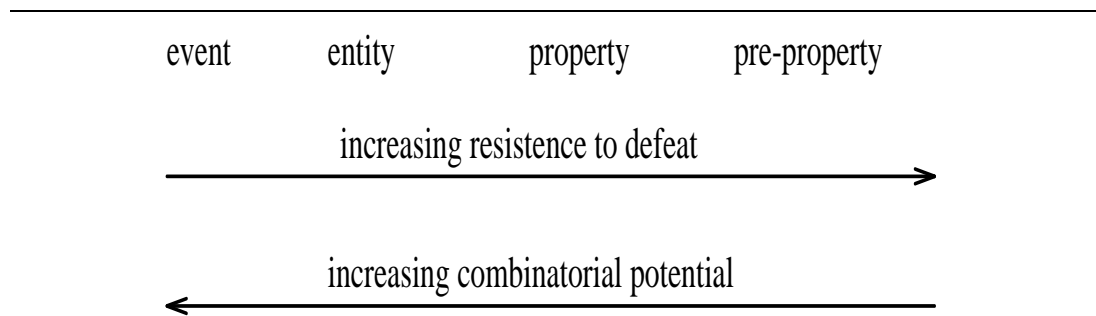 event entity property pre-property
increasing resistence to defeat
increasing combinatorial potential